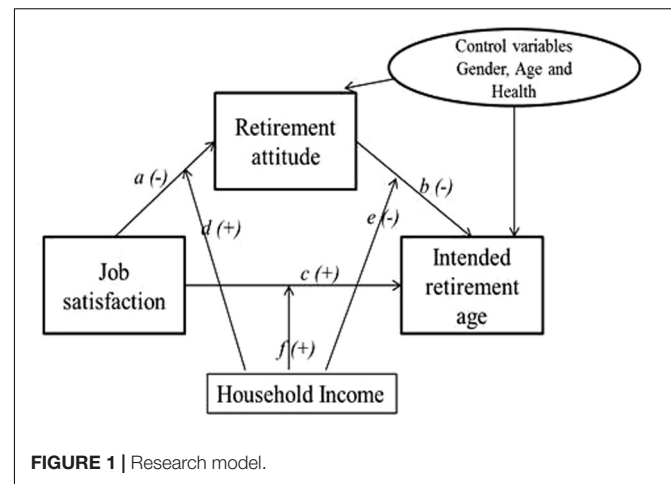 Control variables
Gender, Age and
Health
Retirement
attitude
a (-)
b (-)
d (+)
e (-)
Job
satisfaction
c (+)
Intended
retirement
age
f (+)
Household Income
FIGURE 1 | Research model.